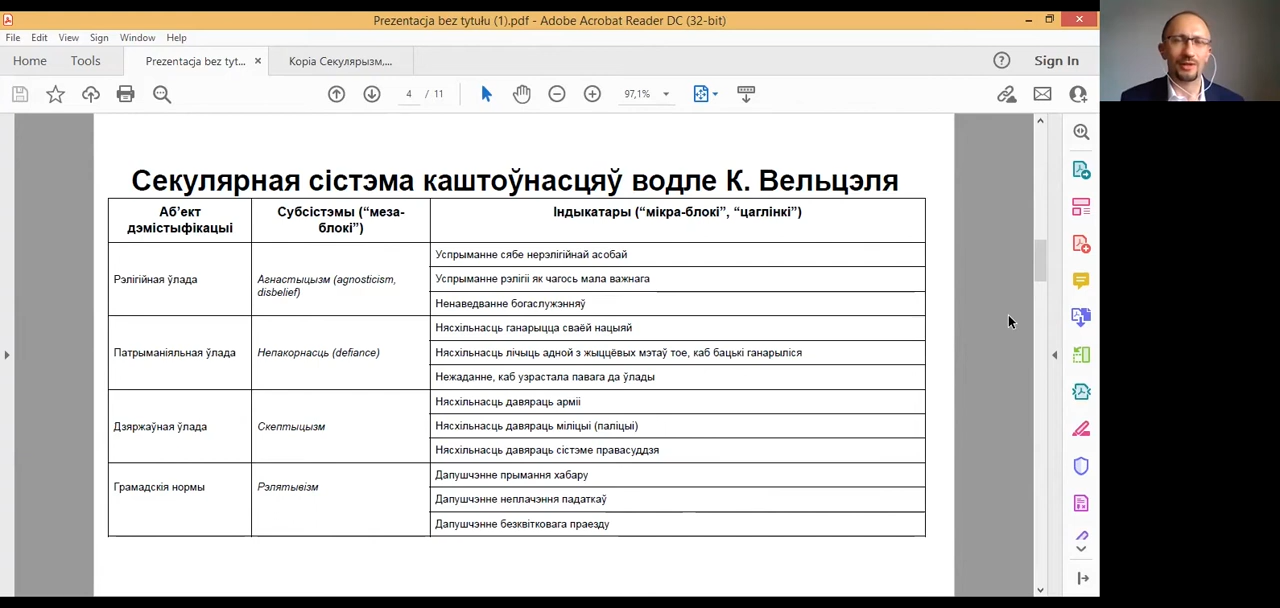 Prezentacja bez tytułu (1).pdf - Adobe Acrobat Reader DC (32-bit)
File Edit View Sign Window Help
Home Tools Prezentacja bez tyt... × Коріа Секулярызм,... Sign In
4 / 11 97,1%
Секулярная сістэма каштоўнасцяў водле К. Вельцэля
Аб’ект дэмістыфікацыі
Субсістэмы (“меза-блокі”)
Індыкатары (“мікра-блокі”, “цаглінкі”)
Рэлігійная ўлада
Агнастыцызм (agnosticism,
disbelief)
Успрыманне сябе нерэлігійнай асобай
Успрыманне рэлігіі як чагось мала важнага
Ненаведванне богаслужэнняў
Патрыманіяльная ўлада
Непакорнасць (defiance)
Нясхільнасць ганарыцца сваёй нацыяй
Нясхільнасць лічыць адной з жыццёвых мэтаў тое, каб бацькі ганарыліся
Нежаданне, каб узрастала павага да ўлады
Дзяржаўная ўлада
Скептыцызм
Нясхільнасць давяраць арміі
Нясхільнасць давяраць міліцыі (паліцыі)
Нясхільнасць давяраць сістэме правасуддзя
Грамадскія нормы
Рэлятывізм
Дапушчэнне прымання хабару
Дапушчэнне неплачэння падаткаў
Дапушчэнне безквітковага праезду